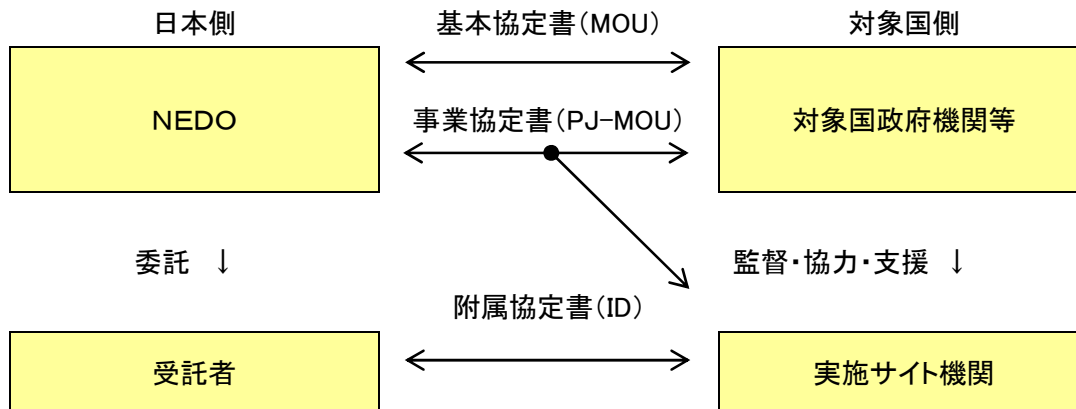 日本側
基本協定書(MOU)
対象国側
NEDO
事業協定書(PJ-MOU)
対象国政府機関等
委託 ↓
監督・協力・支援 ↓
附属協定書(ID)
受託者
実施サイト機関